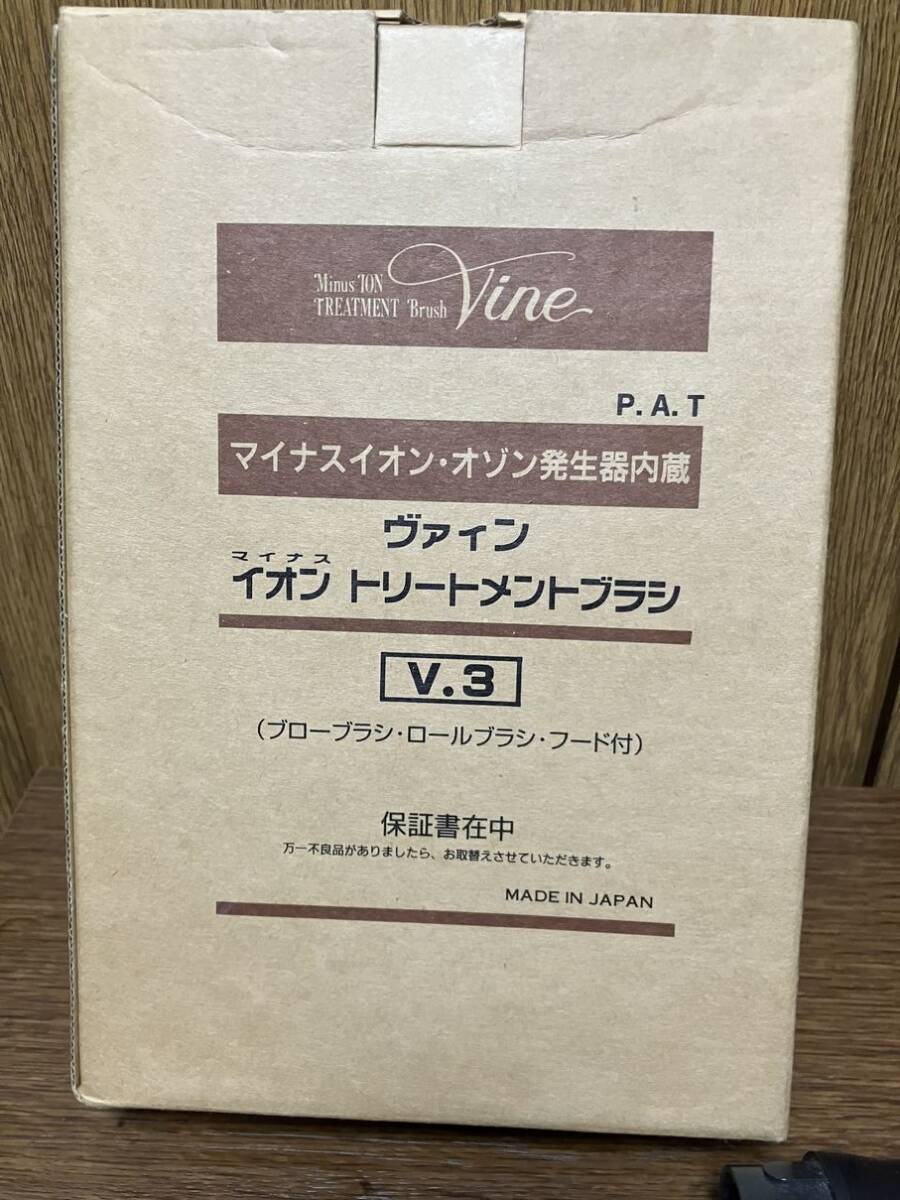 Minus ION
TREATMENT Brush Vine
P.A.T
マイナスイオン・オゾン発生器内蔵
ヴァイン
マイナス
イオン トリートメントブラシ
V.3
(ブローブラシ・ロールブラシ・フード付)
保証書在中
万一不良品がありましたら、お取替えさせていただきます。
MADE IN JAPAN